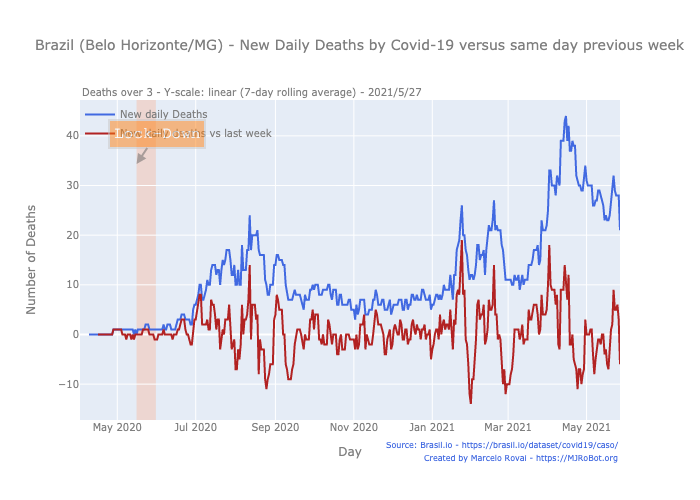 Brazil (Belo Horizonte/MG) - New Daily Deaths by Covid-19 versus same day previous week
Deaths over 3 - Y-scale: linear (7-day rolling average) - 2021/5/27
New daily Deaths
New daily Deaths vs last week
Lock Down
40
30
20
10
0
−10
Number of Deaths
May 2020
Jul 2020
Sep 2020
Nov 2020
Jan 2021
Mar 2021
May 2021
Day
Source: Brasil.io - https://brasil.io/dataset/covid19/caso/
Created by Marcelo Rovai - https://MJRoBot.org